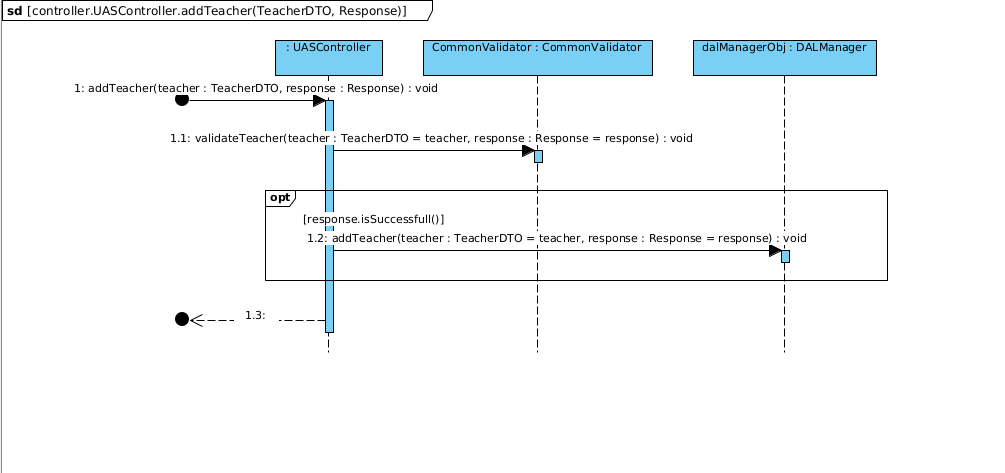 sd [controller.UASController.addTeacher(TeacherDTO, Response)]
: UASController
CommonValidator : CommonValidator
dalManagerObj : DALManager
1: addTeacher(teacher : TeacherDTO, response : Response) : void
1.1: validateTeacher(teacher : TeacherDTO = teacher, response : Response = response) : void
opt
[response.isSuccessfull()]
1.2: addTeacher(teacher : TeacherDTO = teacher, response : Response = response) : void
1.3: